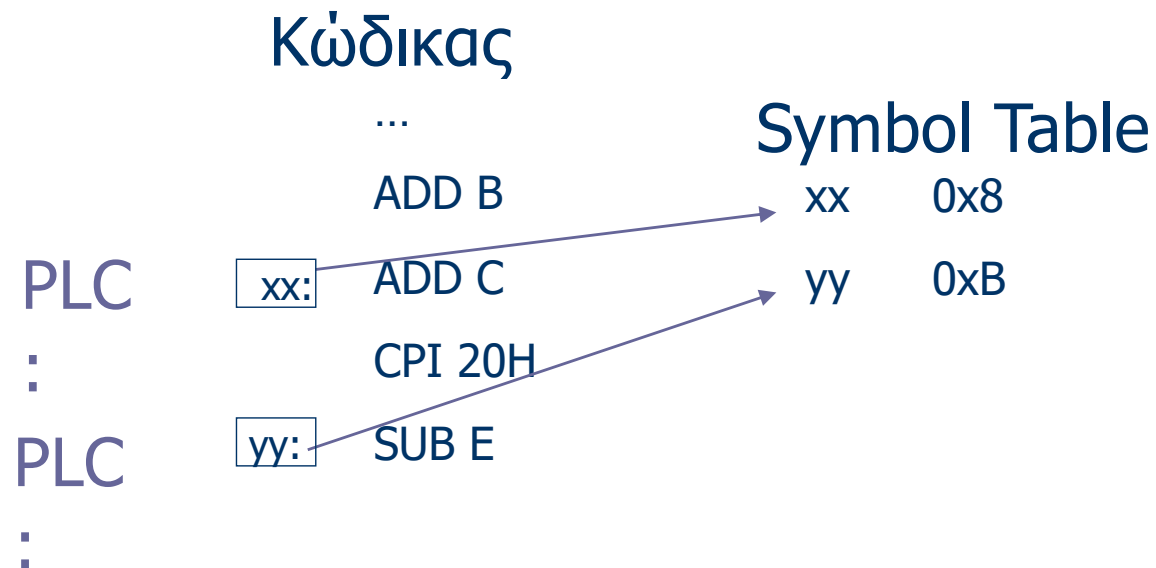 Κώδικας
...
Symbol Table
ADD B
xx 0x8
PLC
:
xx: ADD C
yy 0xB
CPI 20H
PLC
:
yy: SUB E